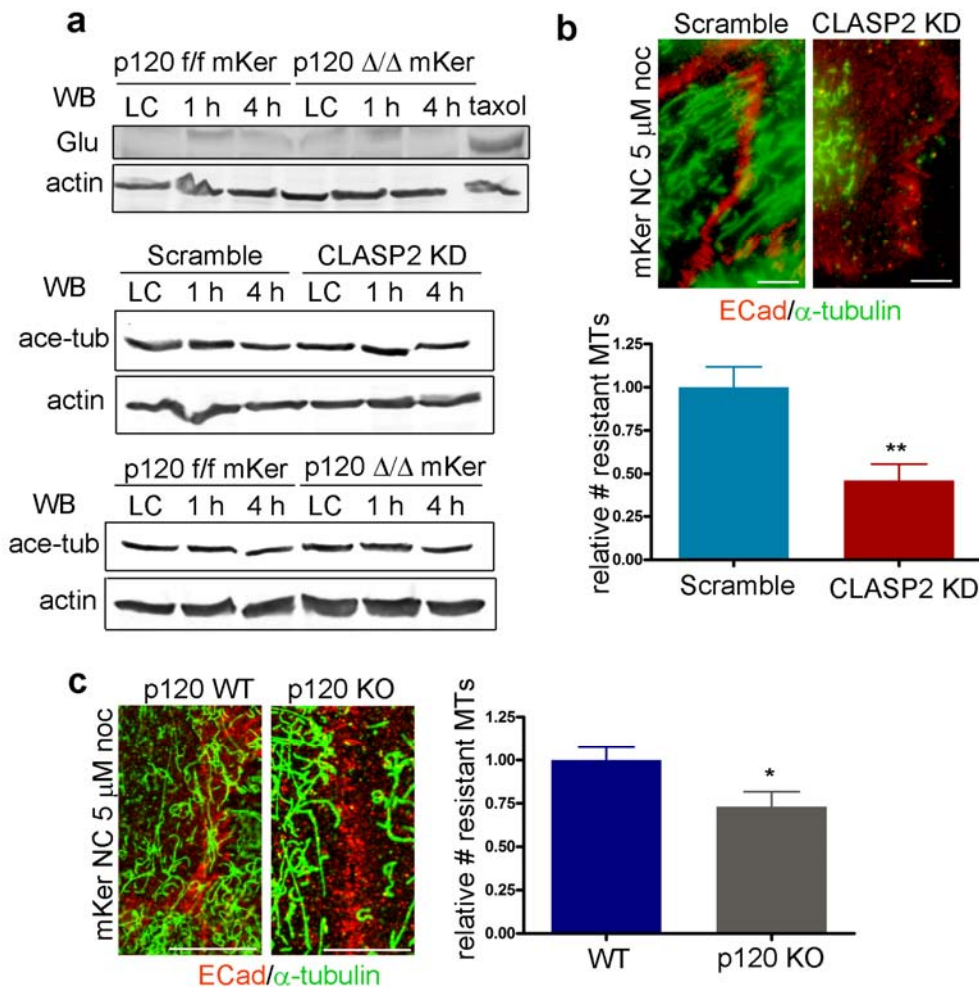 a
p120 f/f mKer p120 Δ/Δ mKer
WB LC 1 h 4 h LC 1 h 4 h taxol
Glu
actin
Scramble CLASP2 KD
WB LC 1 h 4 h LC 1 h 4 h
ace-tub
actin
p120 f/f mKer p120 Δ/Δ mKer
WB LC 1 h 4 h LC 1 h 4 h
ace-tub
actin
b
Scramble CLASP2 KD
mKer NC 5 μM noc
ECad/α-tubulin
relative # resistant MTs
1.25
1.00
0.75
0.50
0.25
0.00
**
Scramble CLASP2 KD
c
p120 WT p120 KO
mKer NC 5 μM noc
ECad/α-tubulin
relative # resistant MTs
1.25
1.00
0.75
0.50
0.25
0.00
*
WT p120 KO